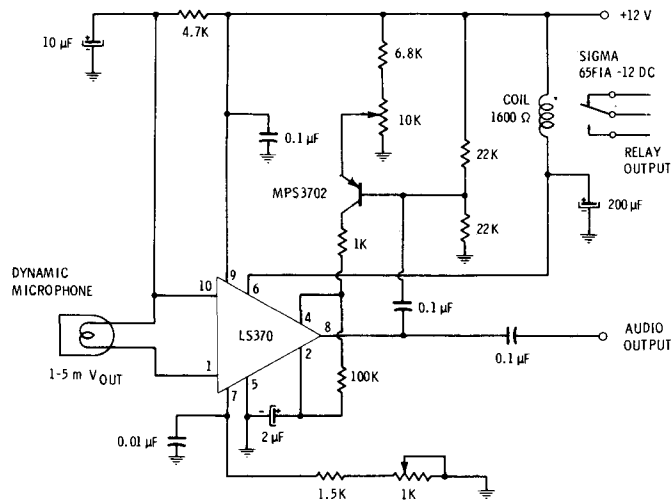 +12 V
4.7K
10 μF
6.8K
SIGMA
65F1A -12 DC
COIL
1600 Ω
10K
0.1 μF
22K
RELAY
OUTPUT
MPS3702
22K
200 μF
1K
DYNAMIC
MICROPHONE
9
6
10
4
0.1 μF
LS370
8
AUDIO
OUTPUT
2
0.1 μF
1
1-5 m VOUT
5
100K
7
-
+
2 μF
0.01 μF
1.5K
1K